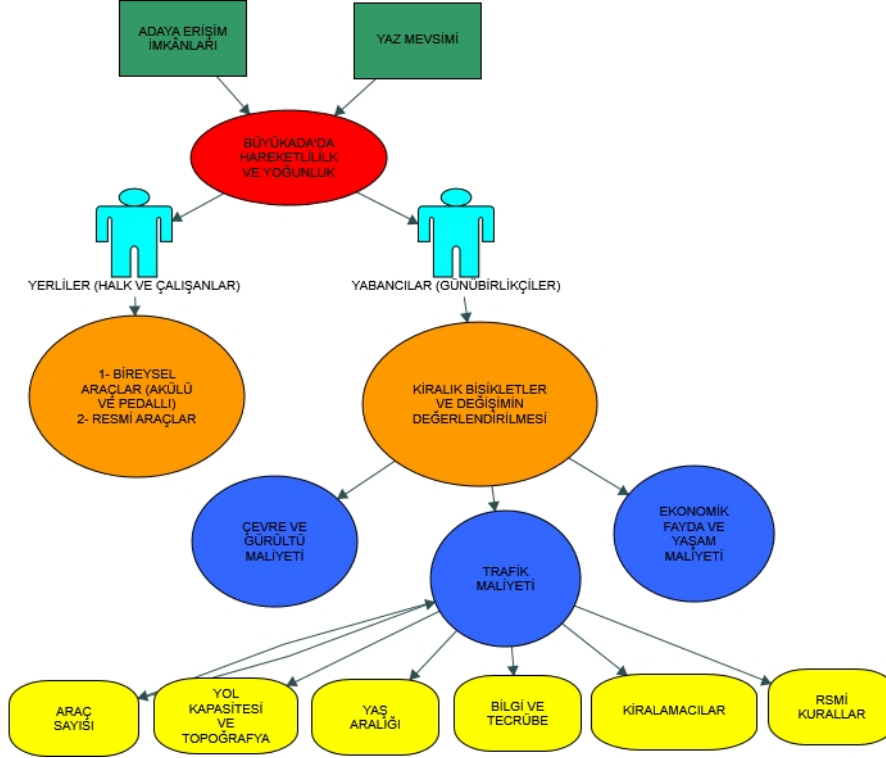 ADAYA ERİŞİM
İMKÂNLARI
YAZ MEVSİMİ
BÜYÜKADA'DA
HAREKETLİLİLK
VE YOĞUNLUK
YERLİLER (HALK VE ÇALIŞANLAR)
YABANCILAR (GÜNÜBİRLİKÇİLER)
1- BİREYSEL
ARAÇLAR (AKÜLÜ
VE PEDALLI)
2- RESMİ ARAÇLAR
KİRALIK BİSİKLETLER
VE DEĞİŞİMİN
DEĞERLENDİRİLMESİ
ÇEVRE VE
GÜRÜLTÜ
MALİYETİ
TRAFİK
MALİYETİ
EKONOMİK
FAYDA VE
YAŞAM
MALİYETİ
ARAÇ
SAYISI
YOL
KAPASİTESİ
VE
TOPOĞRAFYA
YAŞ
ARALIĞI
BİLGİ VE
TECRÜBE
KİRALAMACILAR
RSMİ
KURALLAR